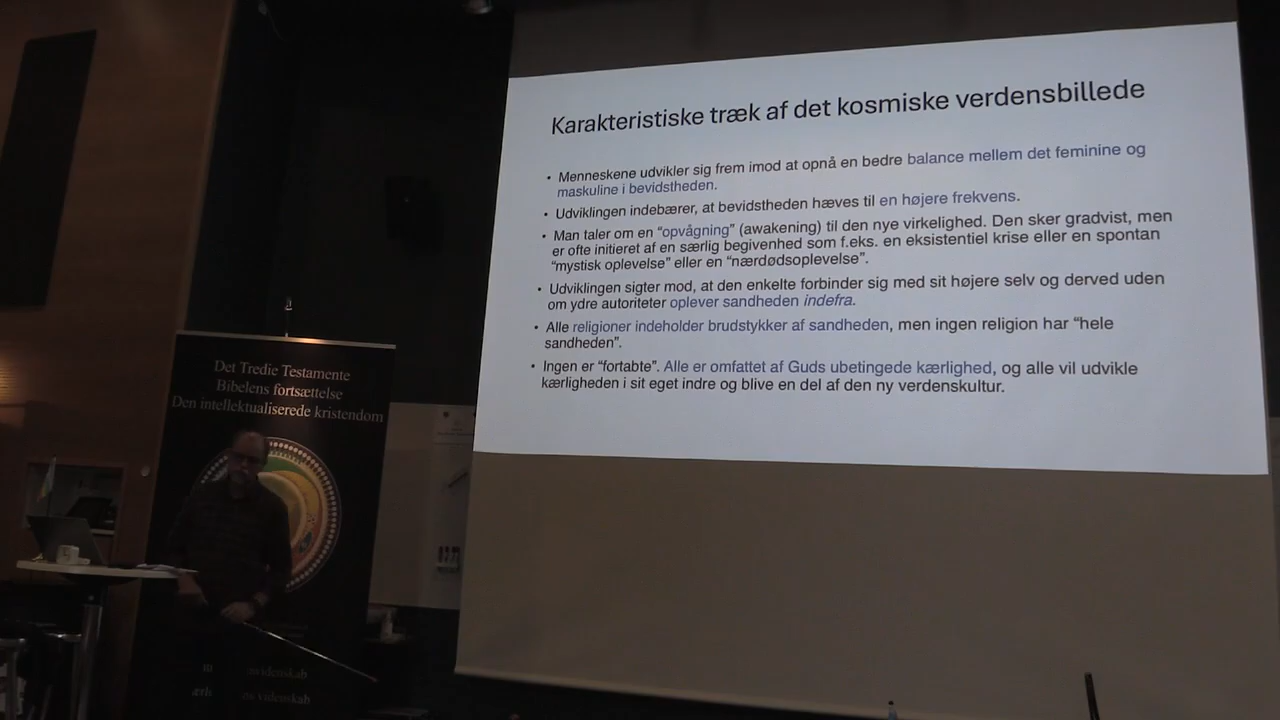 Karakteristiske træk af det kosmiske verdensbillede
• Menneskene udvikler sig frem imod at opnå en bedre balance mellem det feminine og
maskuline i bevidstheden.
• Udviklingen indebærer, at bevidstheden hæves til en højere frekvens.
• Man taler om en “opvågning” (awakening) til den nye virkelighed. Den sker gradvist, men
er ofte initieret af en særlig begivenhed som f.eks. en eksistentiel krise eller en spontan
“mystisk oplevelse” eller en “nærdødsoplevelse”.
• Udviklingen sigter mod, at den enkelte forbinder sig med sit højere selv og derved uden
om ydre autoriteter oplever sandheden indefra.
• Alle religioner indeholder brudstykker af sandheden, men ingen religion har “hele
sandheden”.
• Ingen er “fortabte”. Alle er omfattet af Guds ubetingede kærlighed, og alle vil udvikle
kærligheden i sit eget indre og blive en del af den ny verdenskultur.
Det Tredie Testamente
Bibelens fortsættelse
Den intellektualiserede kristendom
videnskab